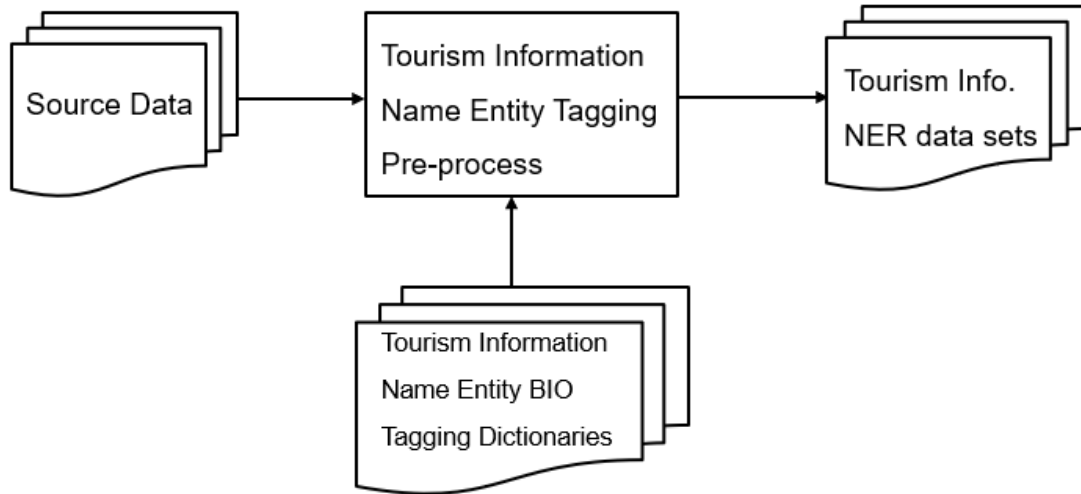 Source Data
Tourism Information
Name Entity Tagging
Pre-process
Tourism Info.
NER data sets
Tourism Information
Name Entity BIO
Tagging Dictionaries